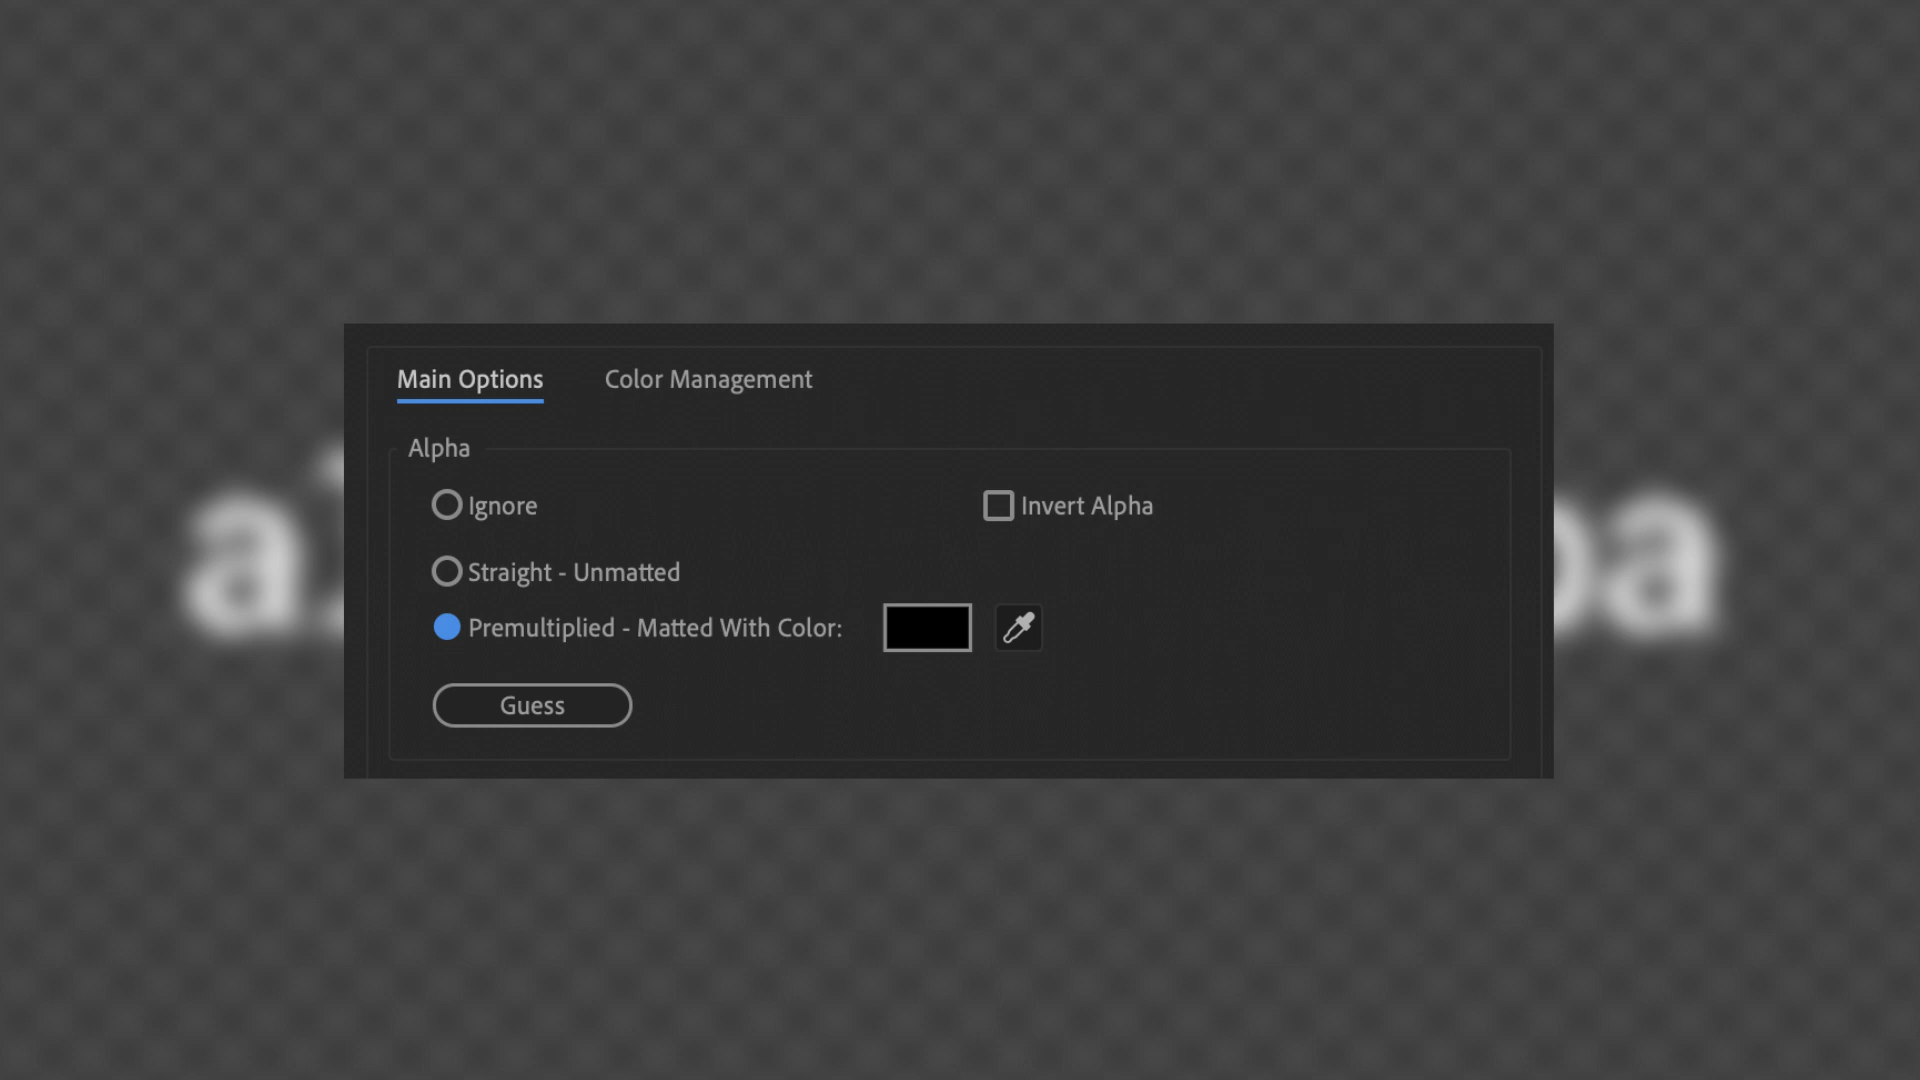 Main Options Color Management
Alpha
Ignore Invert Alpha
Straight - Unmatted
Premultiplied - Matted With Color:
Guess